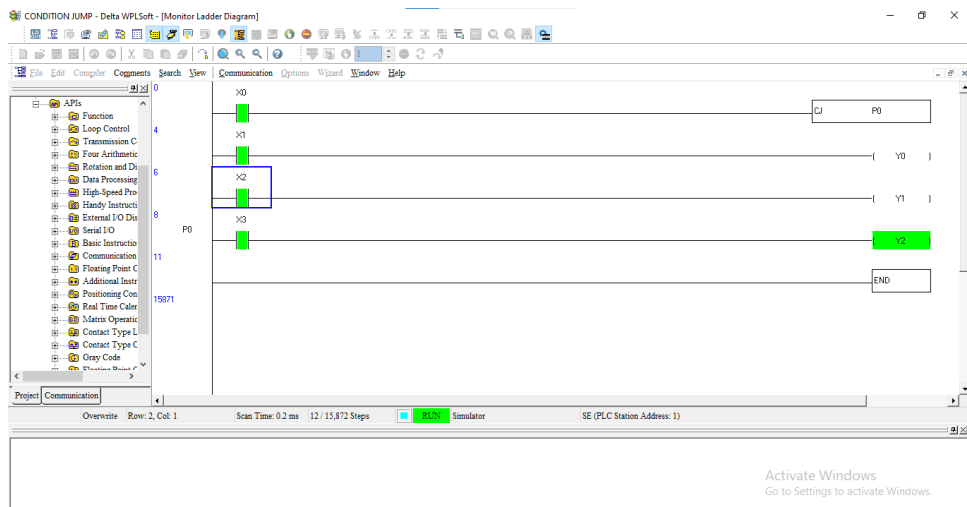 CONDITION JUMP - Delta WPLSoft - [Monitor Ladder Diagram]
1
File Edit Compiler Comments Search View Communication Options Wizard Window Help
APIs
Function
Loop Control
Transmission C
Four Arithmetic
Rotation and Di
Data Processing
High-Speed Pro
Handy Instructi
External I/O Dis
Serial I/O
Basic Instructio
Communication
Floating Point C
Additional Instr
Positioning Con
Real Time Caler
Matrix Operatic
Contact Type L
Contact Type C
Gray Code
Floating Point C
Project Communication
0
X0
CJ P0
4
X1
Y0
6
X2
Y1
8
P0
X3
Y2
11
END
15871
Overwrite Row: 2, Col: 1 Scan Time: 0.2 ms 12 / 15,872 Steps RUN Simulator SE (PLC Station Address: 1)
Activate Windows
Go to Settings to activate Windows.